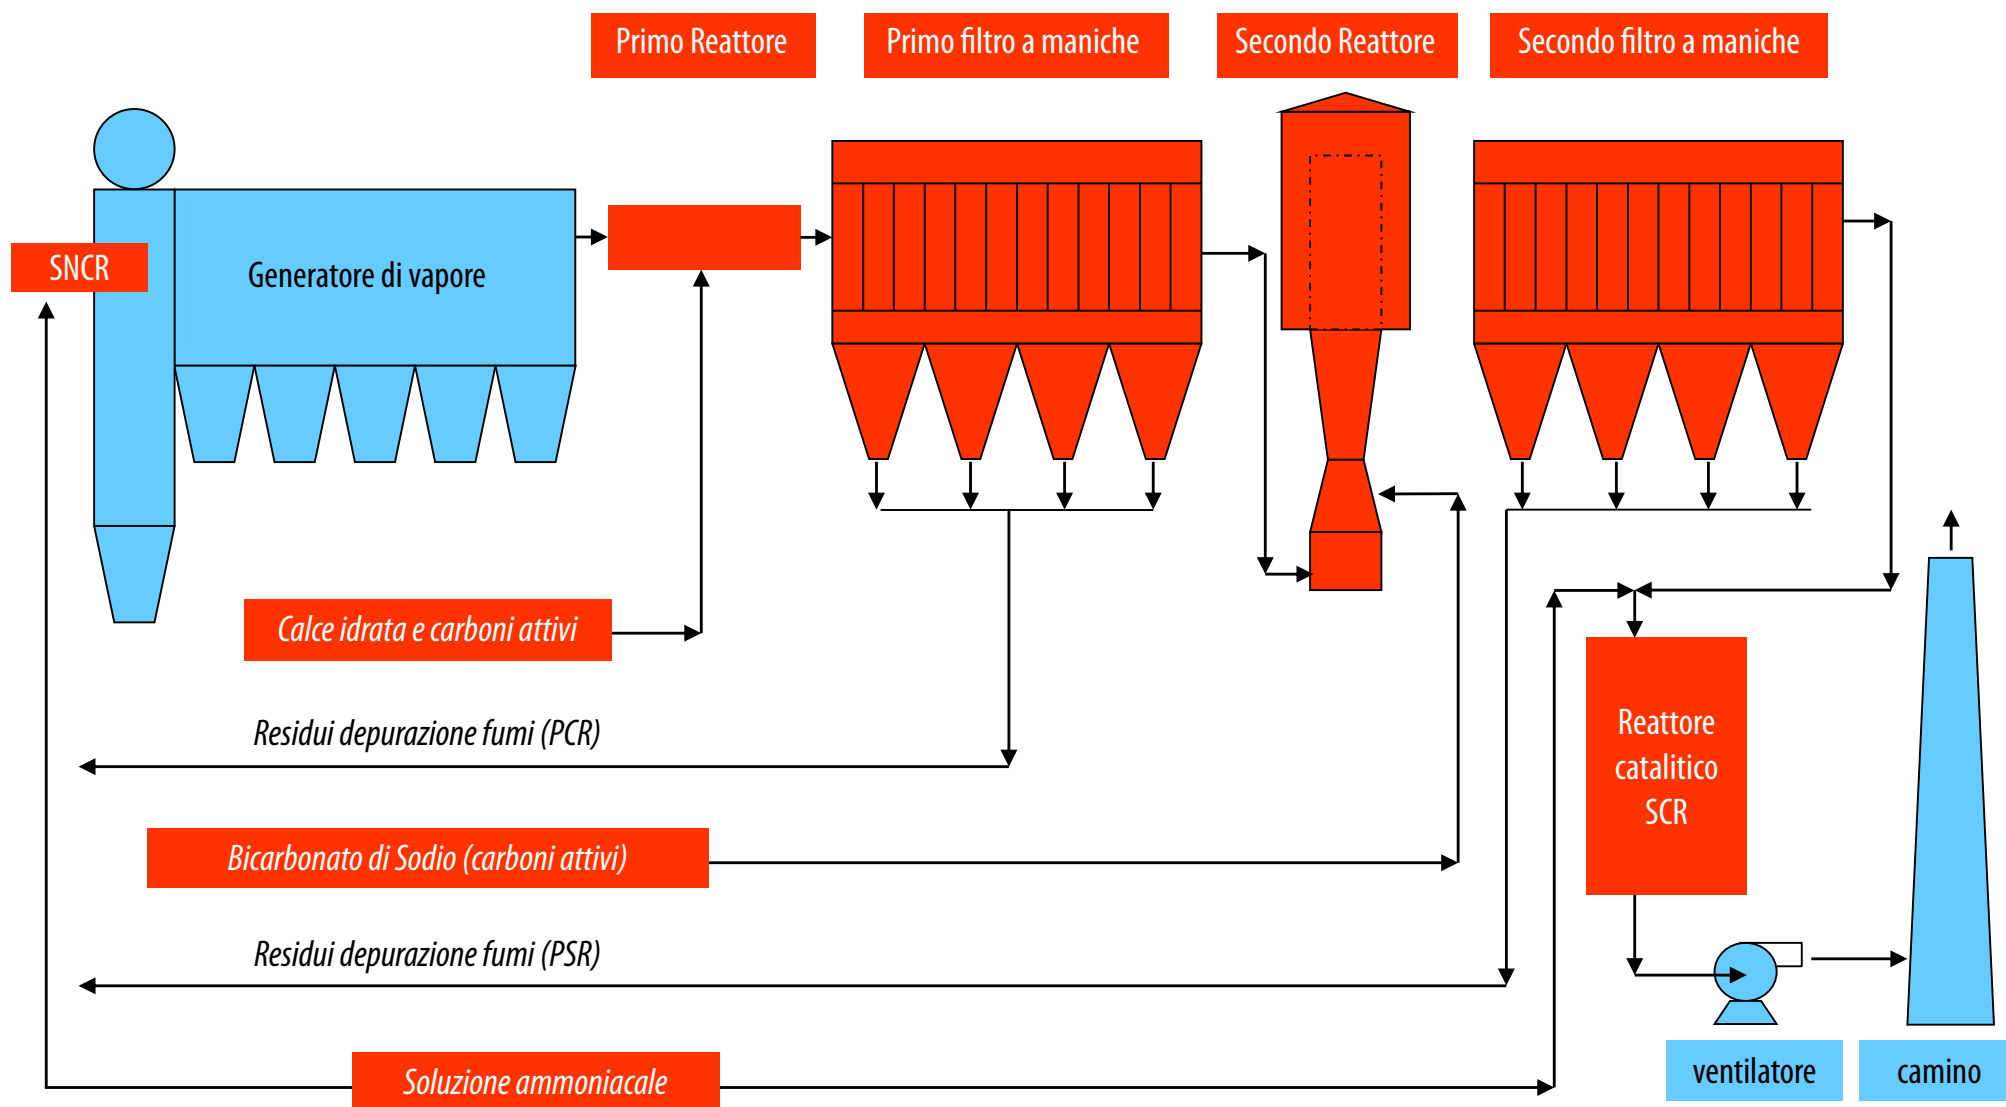 Primo Reattore
Primo filtro a maniche
Secondo Reattore
Secondo filtro a maniche
SNCR
Generatore di vapore
Calce idrata e carboni attivi
Residui depurazione fumi (PCR)
Reattore
catalitico
SCR
Bicarbonato di Sodio (carboni attivi)
Residui depurazione fumi (PSR)
Soluzione ammoniacale
ventilatore
camino